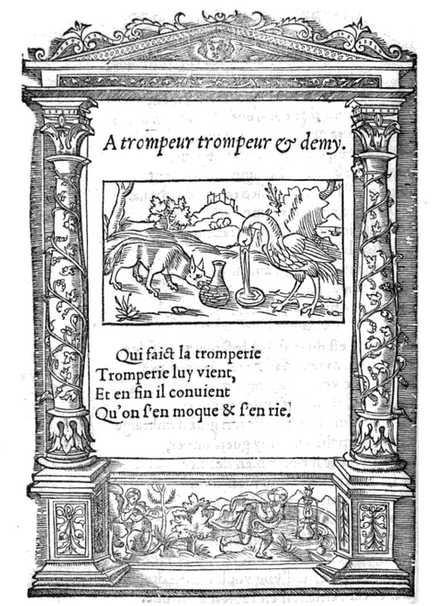 A trompeur trompeur & demy.
Qui faict la tromperie
Tromperie luy vient,
Et en fin il conuient
Qu'on s'en moque & s'en rie.